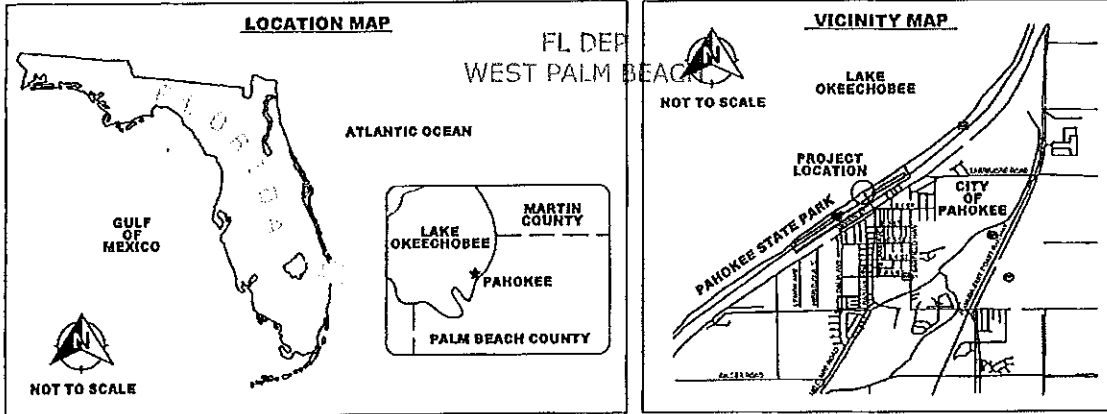 LOCATION MAP
FL DEP
WEST PALM BEACH
FLORIDA
ATLANTIC OCEAN
GULF
OF
MEXICO
LAKE
OKEECHOBEE
MARTIN
COUNTY
PAHOKEE
PALM BEACH COUNTY
N
NOT TO SCALE
VICINITY MAP
N
NOT TO SCALE
LAKE
OKEECHOBEE
PROJECT
LOCATION
CITY
OF
PAHOKEE
PAHOKEE STATE PARK